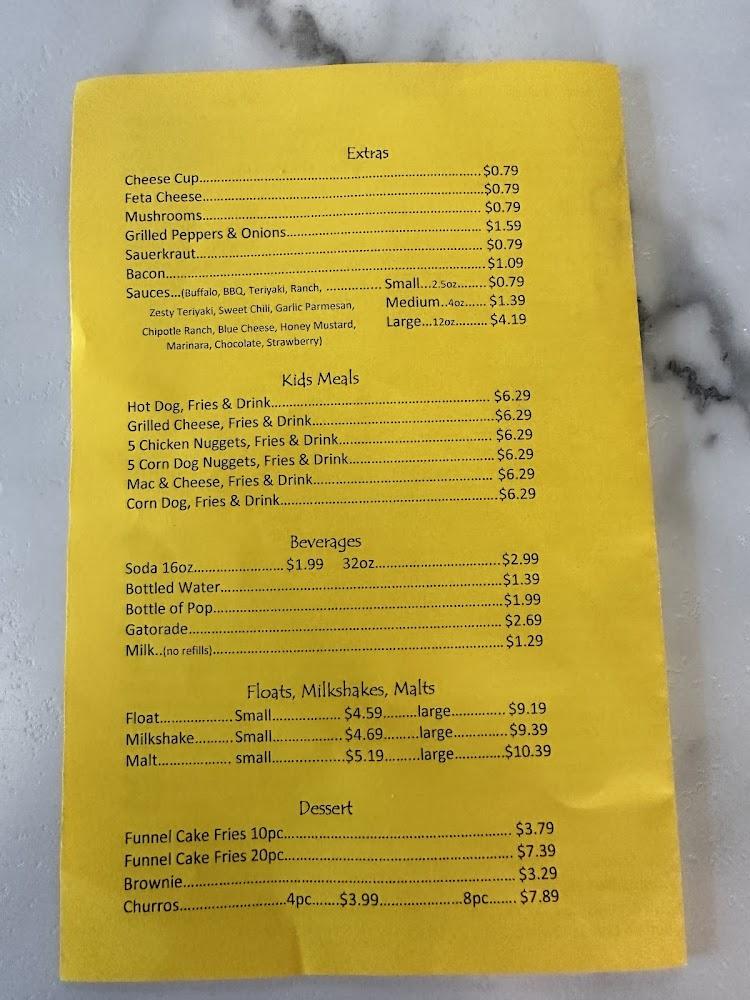 Extras
Cheese Cup.......................................................................$0.79
Feta Cheese......................................................................$0.79
Mushrooms......................................................................$0.79
Grilled Peppers & Onions................................................ $1.59
Sauerkraut........................................................................$0.79
Bacon................................................................................$1.09
Sauces...(Buffalo, BBQ, Teriyaki, Ranch, .............. Small...2.5oz....... $0.79
Zesty Teriyaki, Sweet Chili, Garlic Parmesan, Medium..4oz...... $1.39
Chipotle Ranch, Blue Cheese, Honey Mustard, Large...12oz......... $4.19
Marinara, Chocolate, Strawberry)
Kids Meals
Hot Dog, Fries & Drink...................................................... $6.29
Grilled Cheese, Fries & Drink.............................................$6.29
5 Chicken Nuggets, Fries & Drink...................................... $6.29
5 Corn Dog Nuggets, Fries & Drink....................................$6.29
Mac & Cheese, Fries & Drink............................................ $6.29
Corn Dog, Fries & Drink.....................................................$6.29
Beverages
Soda 16oz......................$1.99 32oz..............................$2.99
Bottled Water...................................................................$1.39
Bottle of Pop.....................................................................$1.99
Gatorade.......................................................................... $2.69
Milk..(no refills)................................................................. $1.29
Floats, Milkshakes, Malts
Float.................. Small................. $4.59.........large............. $9.19
Milkshake......... Small................. $4.69.........large............. $9.39
Malt.................. small.................$5.19.........large.............$10.39
Dessert
Funnel Cake Fries 10pc...................................................... $3.79
Funnel Cake Fries 20pc...................................................... $7.39
Brownie............................................................................. $3.29
Churros..........................4pc.......$3.99.....................8pc....... $7.89